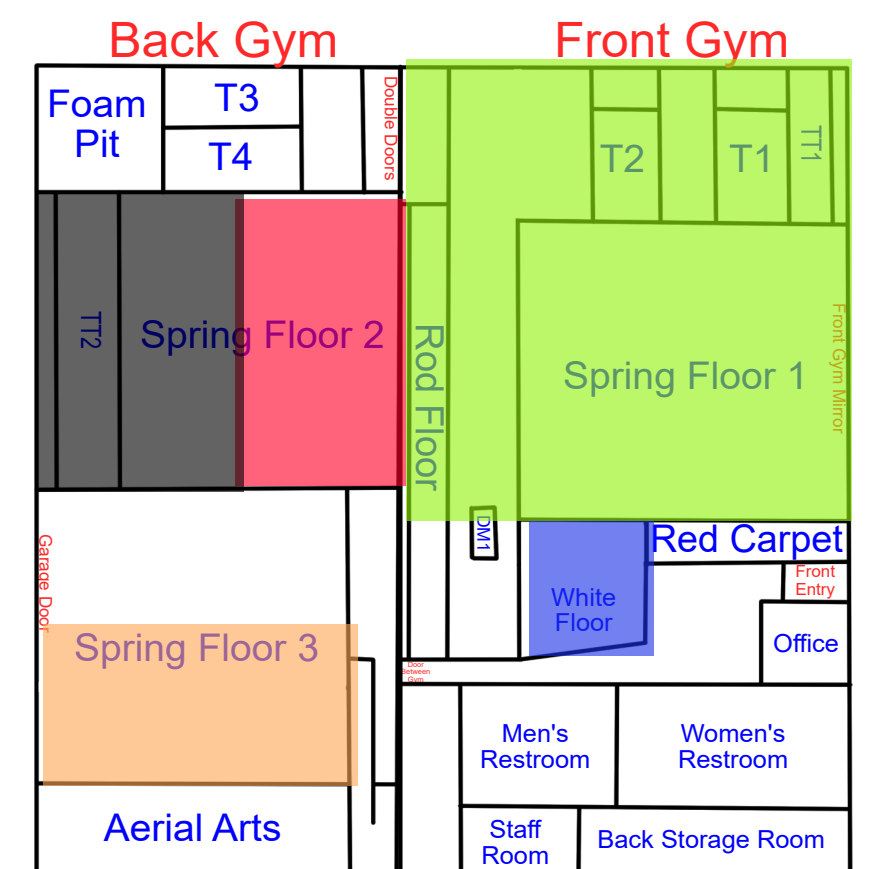 Back Gym
Front Gym
Foam
Pit
T3
T4
Double Doors
T2
T1
TT1
TT2
Spring Floor 2
Rod Floor
Spring Floor 1
Front Gym Mirror
DM1
Red Carpet
Garage Door
White
Floor
Front
Entry
Office
Spring Floor 3
Door
Between
Gym
Men's
Restroom
Women's
Restroom
Aerial Arts
Staff
Room
Back Storage Room